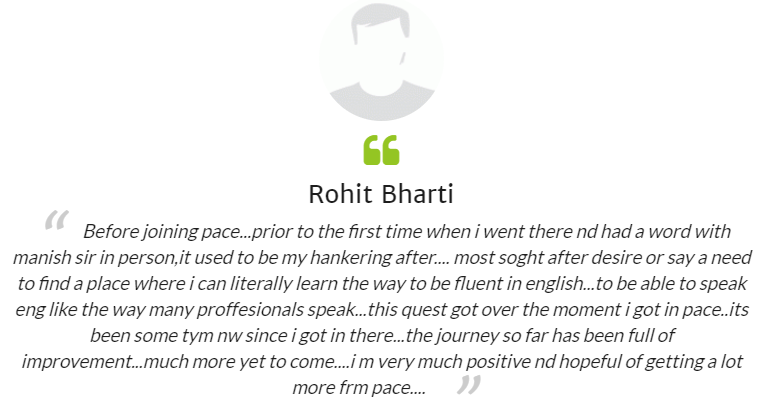 Rohit Bharti
“ Before joining pace...prior to the first time when i went there nd had a word with
manish sir in person,it used to be my hankering after.... most soght after desire or say a need
to find a place where i can literally learn the way to be fluent in english...to be able to speak
eng like the way many proffesionals speak...this quest got over the moment i got in pace..its
been some tym nw since i got in there...the journey so far has been full of
improvement...much more yet to come....i m very much positive nd hopeful of getting a lot
more frm pace.... ”